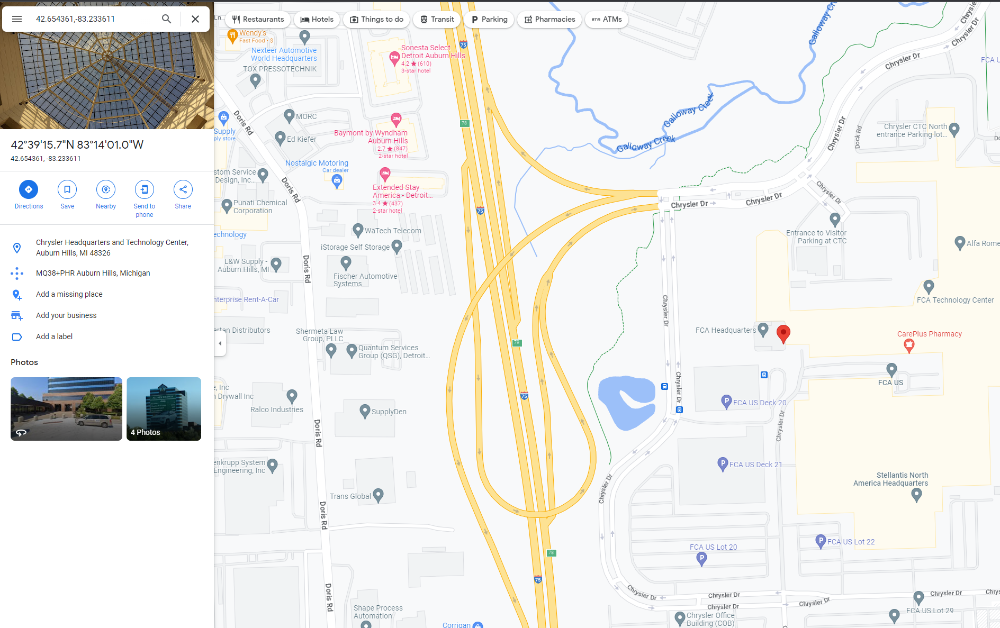 42.654361,-83.233611
42°39'15.7"N 83°14'01.0"W
42.654361, -83.233611
Directions
Save
Nearby
Send to
phone
Share
Chrysler Headquarters and Technology Center,
Auburn Hills, MI 48326
MQ38+PHR Auburn Hills, Michigan
Add a missing place
Add your business
Add a label
Photos
4 Photos
Ln
Restaurants
Hotels
Things to do
Transit
Parking
Pharmacies
ATM
ATMs
Wendy's
Fast Food · $
Nexteer Automotive
World Headquarters
TOX PRESSOTECHNIK
Sonesta Select
Detroit Auburn Hills
4.2 ★ (610)
3-star hotel
75
Galloway Cre
Chrysler Dr
Chrysler Dr
Chrysler Dr
FCA U
Doris Rd
MORC
Ed Kiefer
Supply
ply store
Baymont by Wyndham
Auburn Hills
2.7 ★ (847)
2-star hotel
78
Galloway Creek
Galloway Creek
Chrysler Dr
Dock Rd
Chrysler CTC North
entrance Parking lot...
Do
Nostalgic Motoring
Car dealer
stom Service
Design, Inc...
Doris Rd
Extended Stay
America - Detroit...
3.4 ★ (437)
2-star hotel
Punati Chemical
Corporation
75
Chrysler Dr
Chrysler Dr
Chrysler Dr
echnology
WaTech Telecom
iStorage Self Storage
Entrance to Visitor
Parking at CTC
Alfa Rome
L&W Supply -
Auburn Hills, MI
Doris Rd
Fischer Automotive
Systems
nterprise Rent-A-Car
Chrysler Dr
FCA Technology Center
rtan Distributors
Shermeta Law
Group, PLLC
Quantum Services
Group (QSG), Detroit...
79
FCA Headquarters
CarePlus Pharmacy
Chrysler Dr
FCA US
e, Inc
n Drywall Inc
Ralco Industries
SupplyDen
75
P
FCA US Deck 20
Doris Rd
Chrysler Dr
enkrupp System
Engineering, Inc
P
FCA US Deck 21
Trans Global
Chrysler Dr
Stellantis North
America Headquarters
Doris Rd
78
P
FCA US Lot 22
FCA US Lot 20
P
75
Doris Rd
Chrysler Dr
Chrysler Dr
Chrysler Dr
Chrysler Dr
Chrysler Dr
Chrys
Shape Process
Automation
Chrysler Office
Building (COB)
FCA US Lot 29
Corrigan